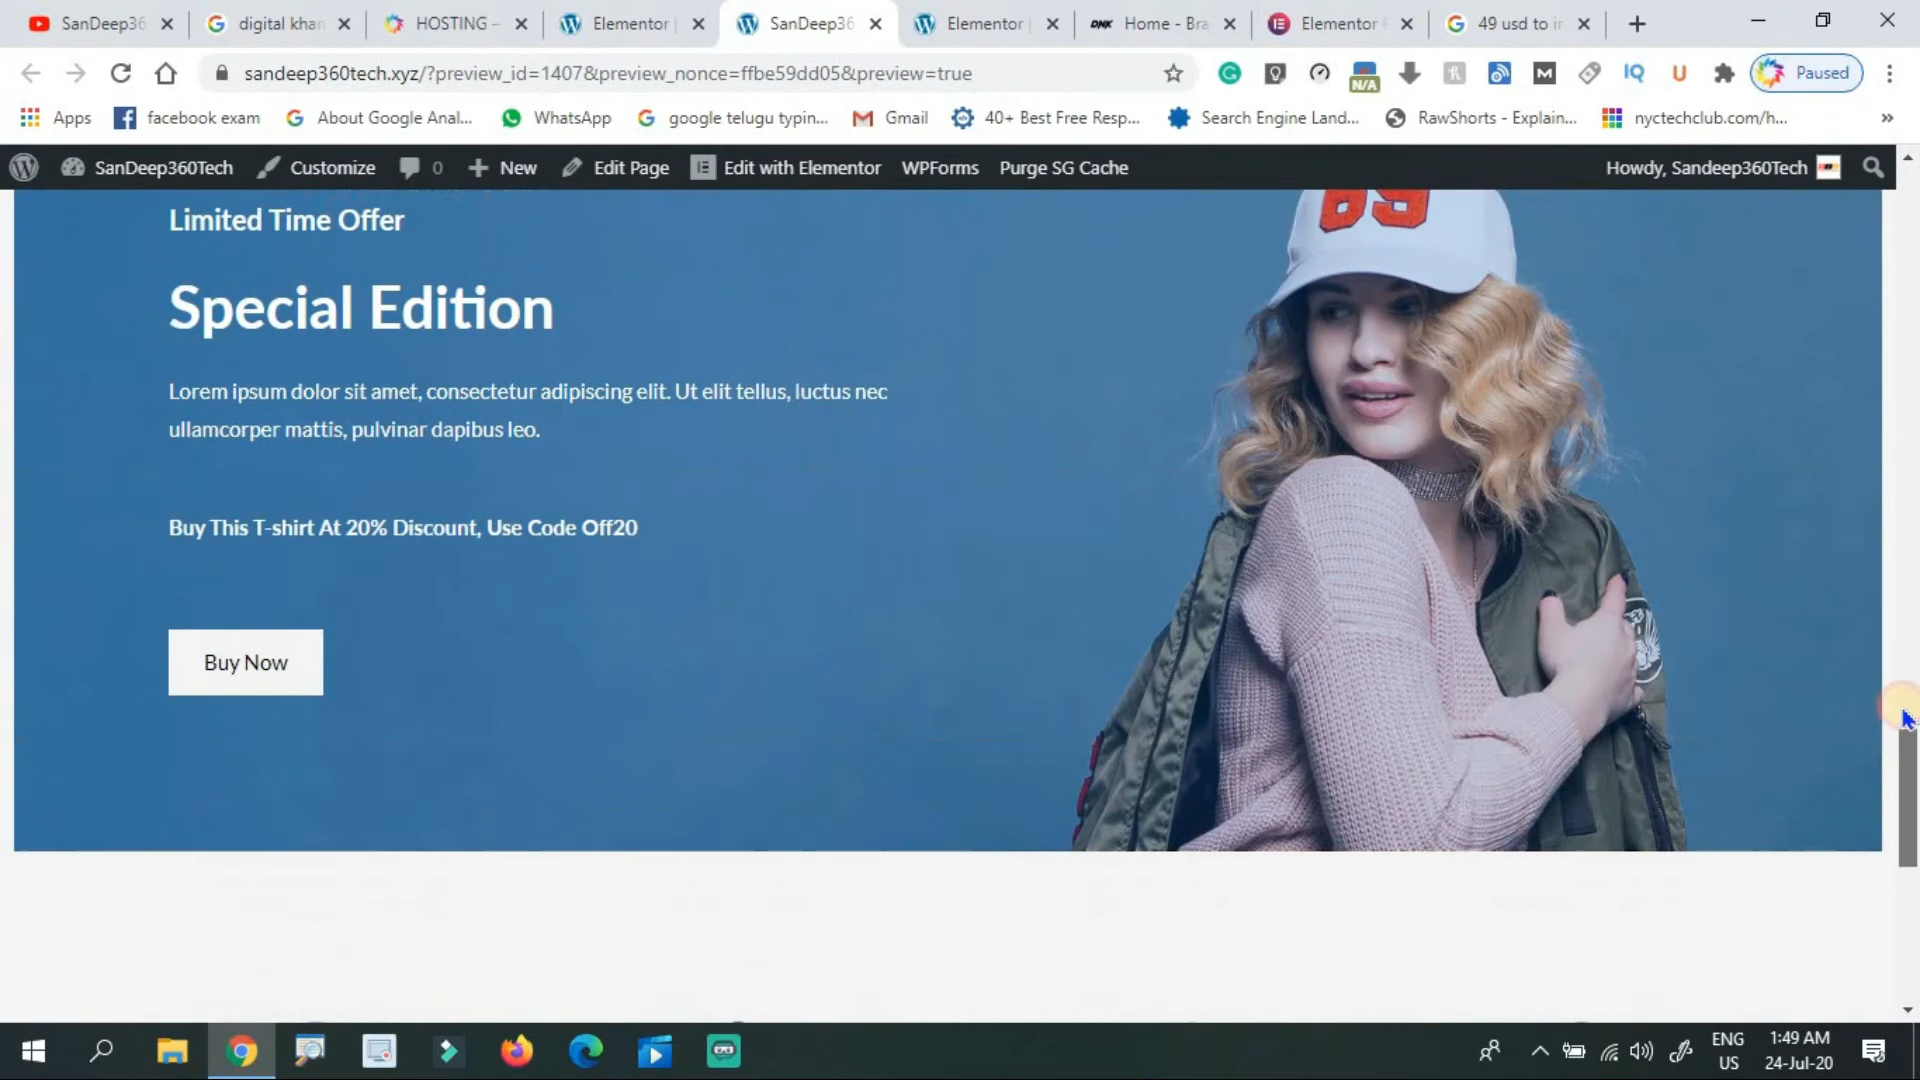 SanDeep36
digital khan
HOSTING –
Elementor
SanDeep36
Elementor
DNK Home - Bra
Elementor
49 usd to in
sandeep360tech.xyz/?preview_id=1407&preview_nonce=ffbe59dd05&preview=true
N/A
IQ
Paused
Apps
facebook exam
About Google Anal...
WhatsApp
google telugu typin...
Gmail
40+ Best Free Resp...
Search Engine Land...
RawShorts - Explain...
nyctechclub.com/h...
»
SanDeep360Tech
Customize
0
New
Edit Page
Edit with Elementor
WPForms
Purge SG Cache
Howdy, Sandeep360Tech
Limited Time Offer
Special Edition
Lorem ipsum dolor sit amet, consectetur adipiscing elit. Ut elit tellus, luctus nec
ullamcorper mattis, pulvinar dapibus leo.
Buy This T-shirt At 20% Discount, Use Code Off20
Buy Now
ENG
US
1:49 AM
24-Jul-20